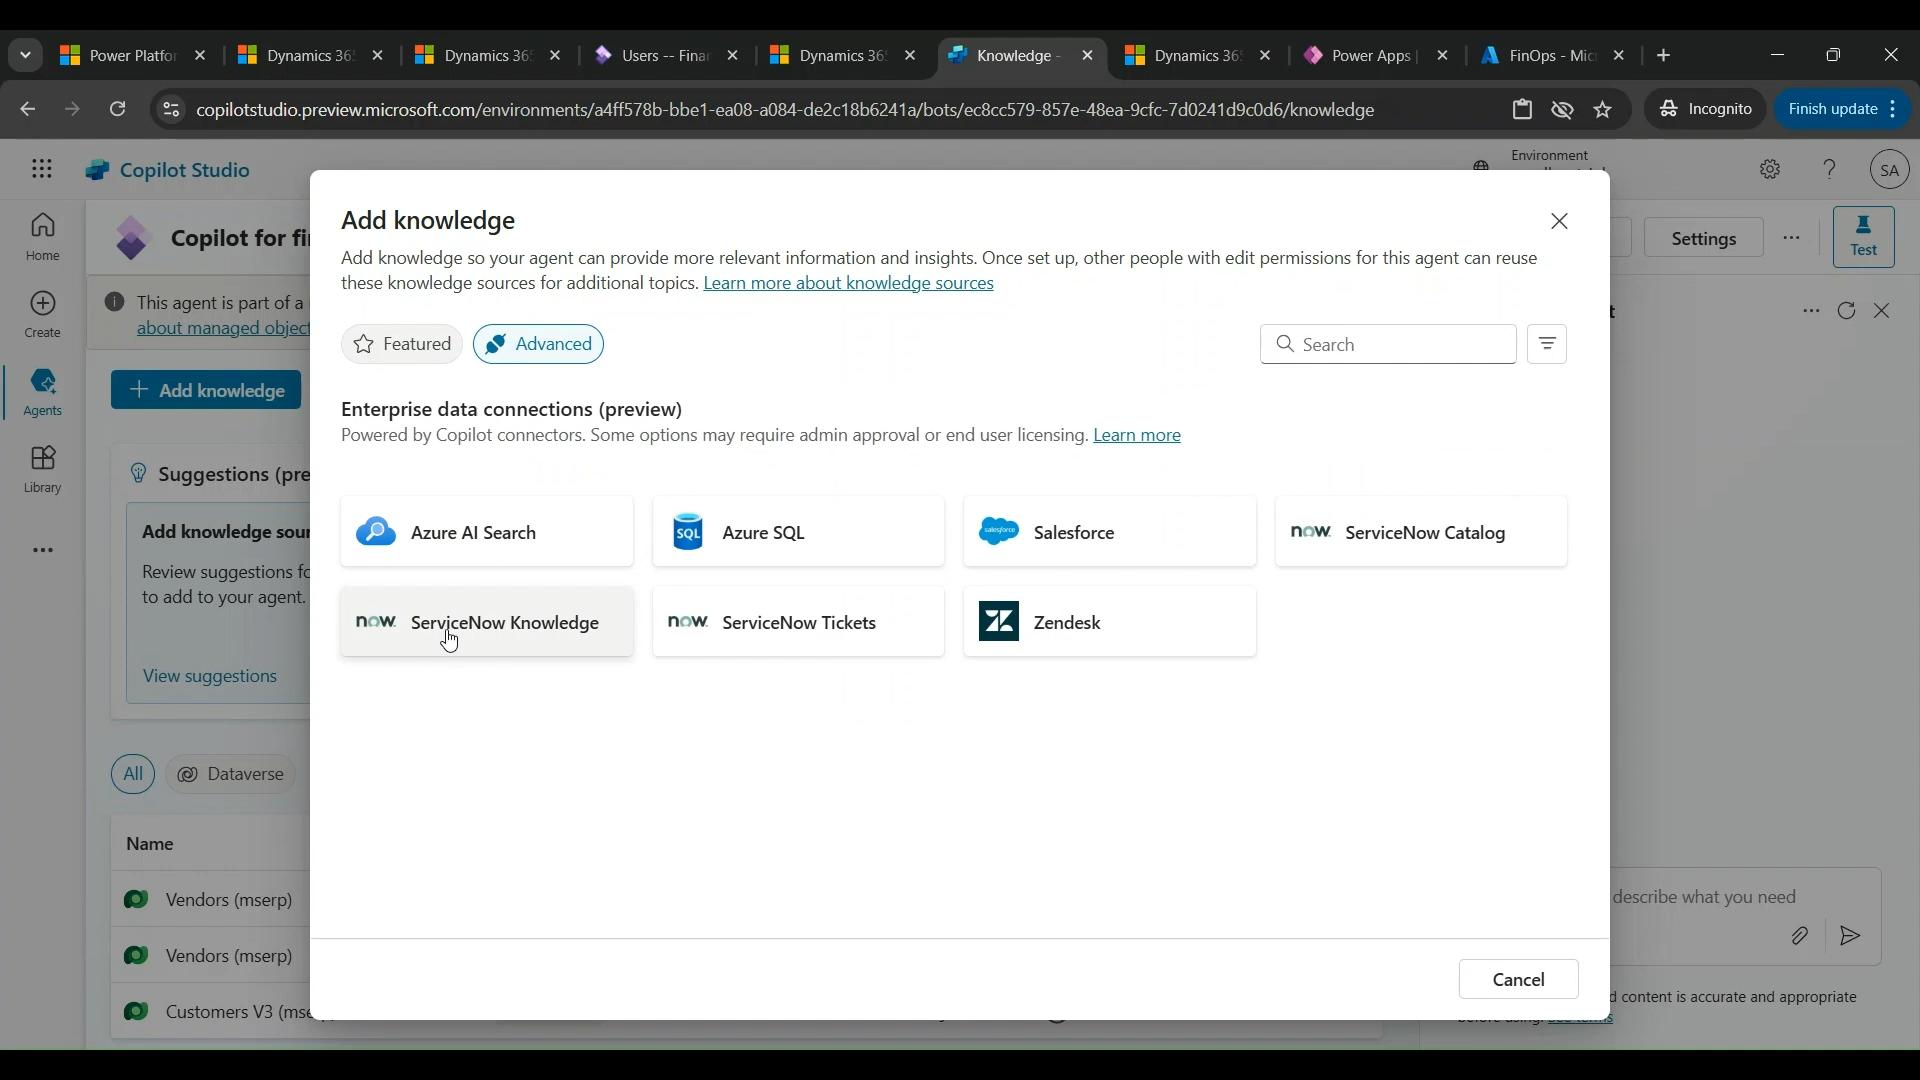 Power Platfor
Dynamics 36
Dynamics 36
Users -- Fina
Dynamics 36
Knowledge -
Dynamics 36
Power Apps |
FinOps - Mic
copilotstudio.preview.microsoft.com/environments/a4ff578b-bbe1-ea08-a084-de2c18b6241a/bots/ec8cc579-857e-48ea-9cfc-7d0241d9c0d6/knowledge
Incognito
Finish update
Copilot Studio
Environment
SA
Home
Create
Agents
Library
Copilot for fi
Settings
Test
This agent is part of a
about managed object
Add knowledge
Suggestions (pre
Add knowledge sour
Review suggestions fo
to add to your agent.
View suggestions
All
Dataverse
Name
Vendors (mserp)
Vendors (mserp)
Customers V3 (mse
Add knowledge
Add knowledge so your agent can provide more relevant information and insights. Once set up, other people with edit permissions for this agent can reuse
these knowledge sources for additional topics. Learn more about knowledge sources
Featured
Advanced
Search
Enterprise data connections (preview)
Powered by Copilot connectors. Some options may require admin approval or end user licensing. Learn more
Azure AI Search
SQL Azure SQL
salesforce Salesforce
now. ServiceNow Catalog
now. ServiceNow Knowledge
now. ServiceNow Tickets
Zendesk
Cancel
t
describe what you need
d content is accurate and appropriate
before using. See terms